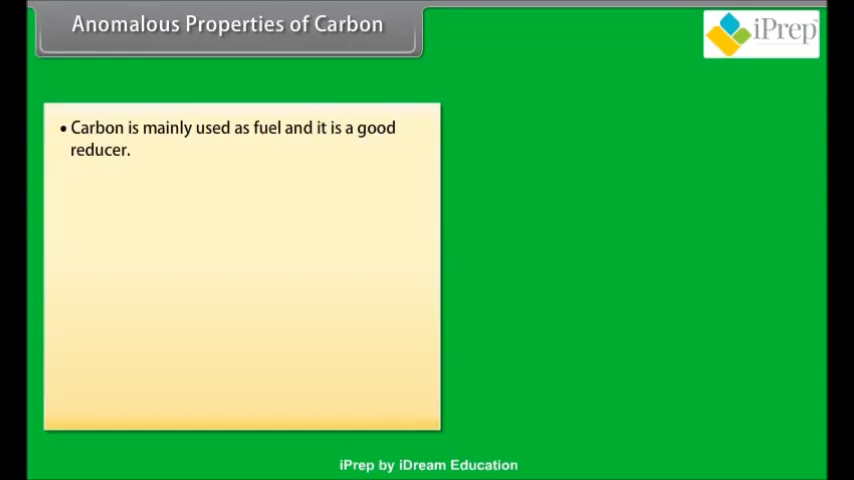 Anomalous Properties of Carbon
iPrep
• Carbon is mainly used as fuel and it is a good
reducer.
iPrep by iDream Education